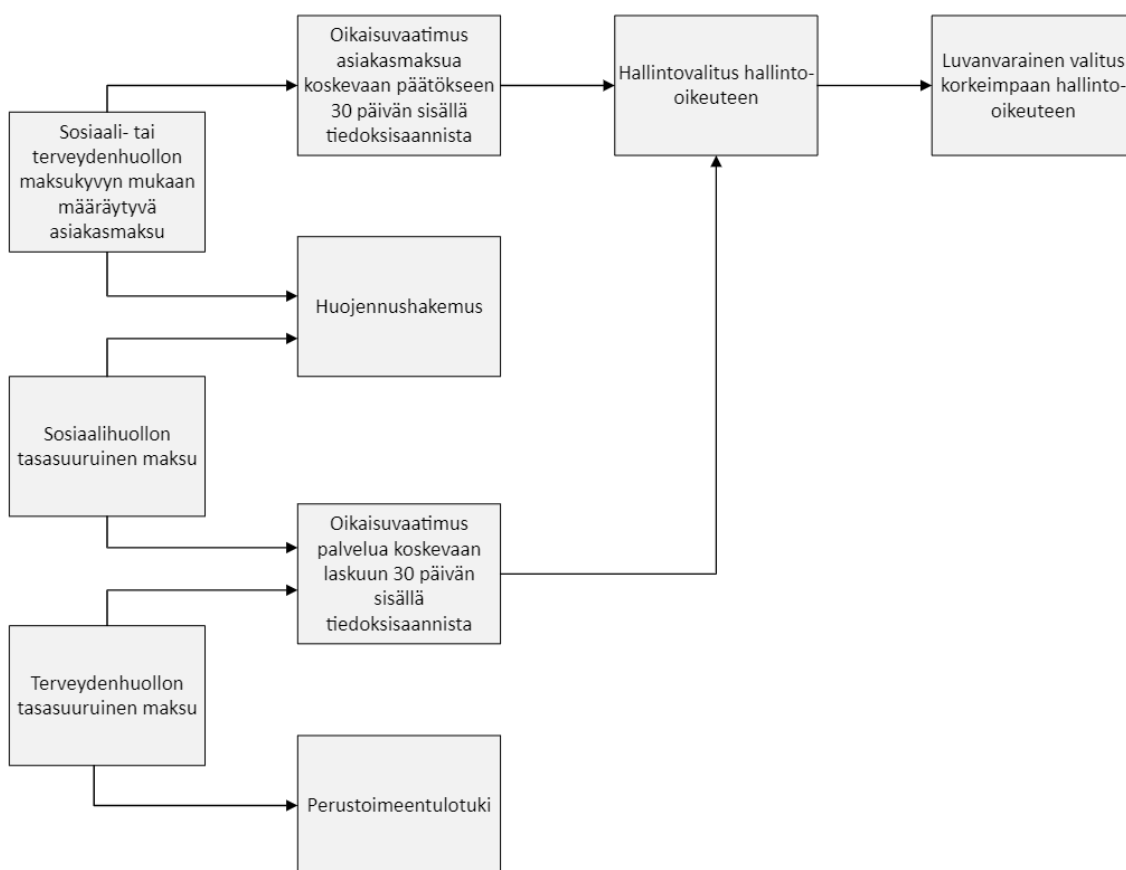 Oikaisuvaatimus
asiakasmaksua
koskevaan päätökseen
30 päivän sisällä
tiedoksisaannista
Hallintovalitus hallinto-
oikeuteen
Luvanvarainen valitus
korkeimpaan hallinto-
oikeuteen
Sosiaali- tai
terveydenhuollon
maksukyvyn mukaan
määräytyvä
asiakasmaksu
Huojennushakemus
Sosiaalihuollon
tasasuuruinen maksu
Oikaisuvaatimus
palvelua koskevaan
laskuun 30 päivän
sisällä
tiedoksisaannista
Terveydenhuollon
tasasuuruinen maksu
Perustoimeentulotuki